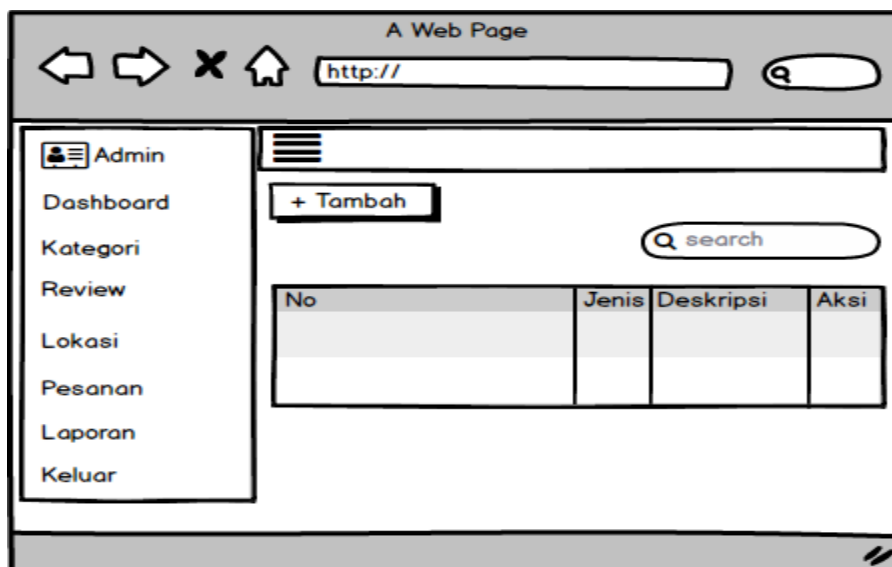 A Web Page
http://
Admin
Dashboard
Kategori
Review
Lokasi
Pesanan
Laporan
Keluar
+ Tambah
search
No Jenis Deskripsi Aksi